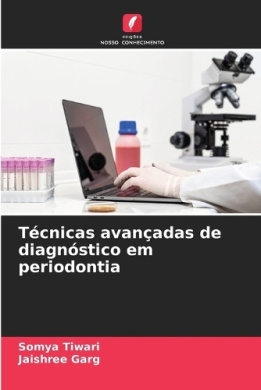 edições
NOSSO CONHECIMENTO
Técnicas avançadas de
diagnóstico em
periodontia
Somya Tiwari
Jaishree Garg